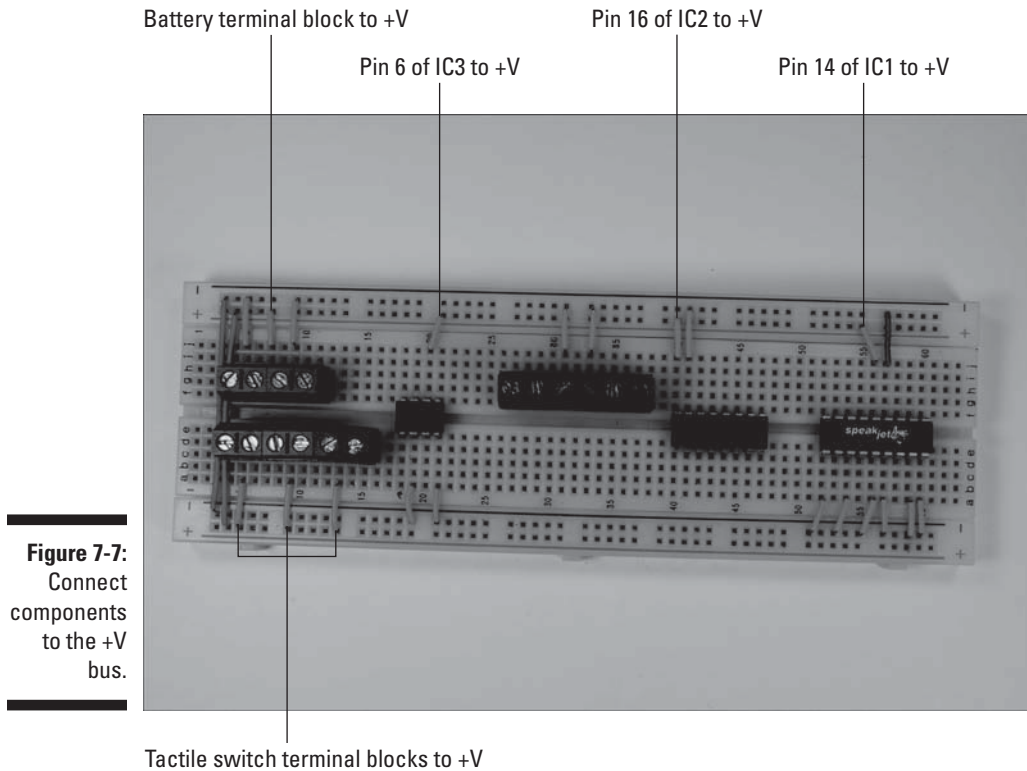 Battery terminal block to +V
Pin 16 of IC2 to +V
Pin 6 of IC3 to +V
Pin 14 of IC1 to +V
Figure 7-7:
Connect
components
to the +V
bus.
speakjet
Tactile switch terminal blocks to +V